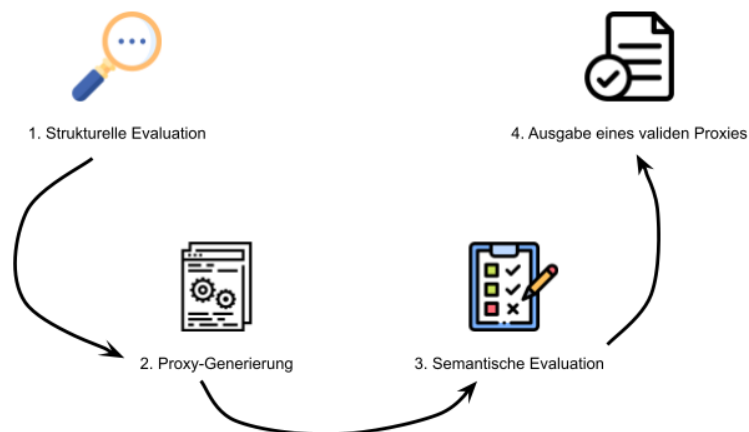 1. Strukturelle Evaluation
4. Ausgabe eines validen Proxies
2. Proxy-Generierung
3. Semantische Evaluation